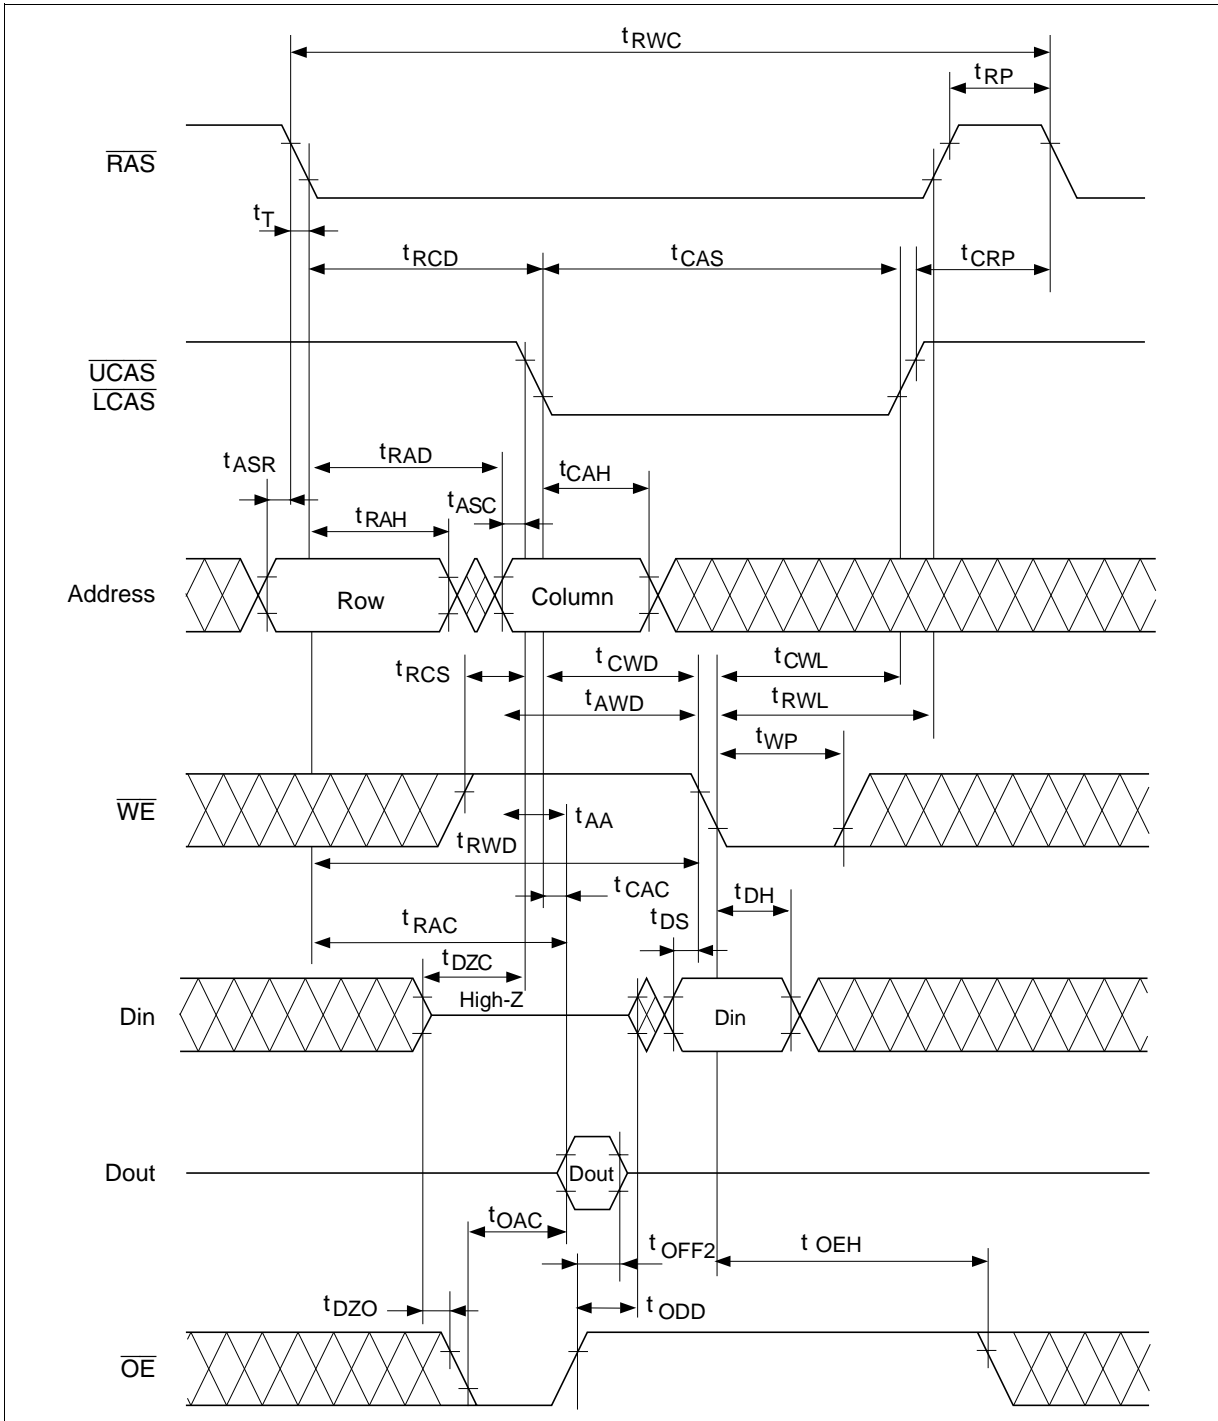 tRWC
tRP
RAS
tT
tRCD
tCAS
tCRP
UCAS
LCAS
tRAD
tASR
tCAH
tASC
tRAH
Address
Row
Column
tRCS
tCWD
tCWL
tAWD
tRWL
tWP
WE
tAA
tRWD
tCAC
tDH
tDS
tRAC
tDZC
High-Z
Din
Din
Dout
Dout
tOAC
tOFF2
tOEH
tDZO
tODD
OE